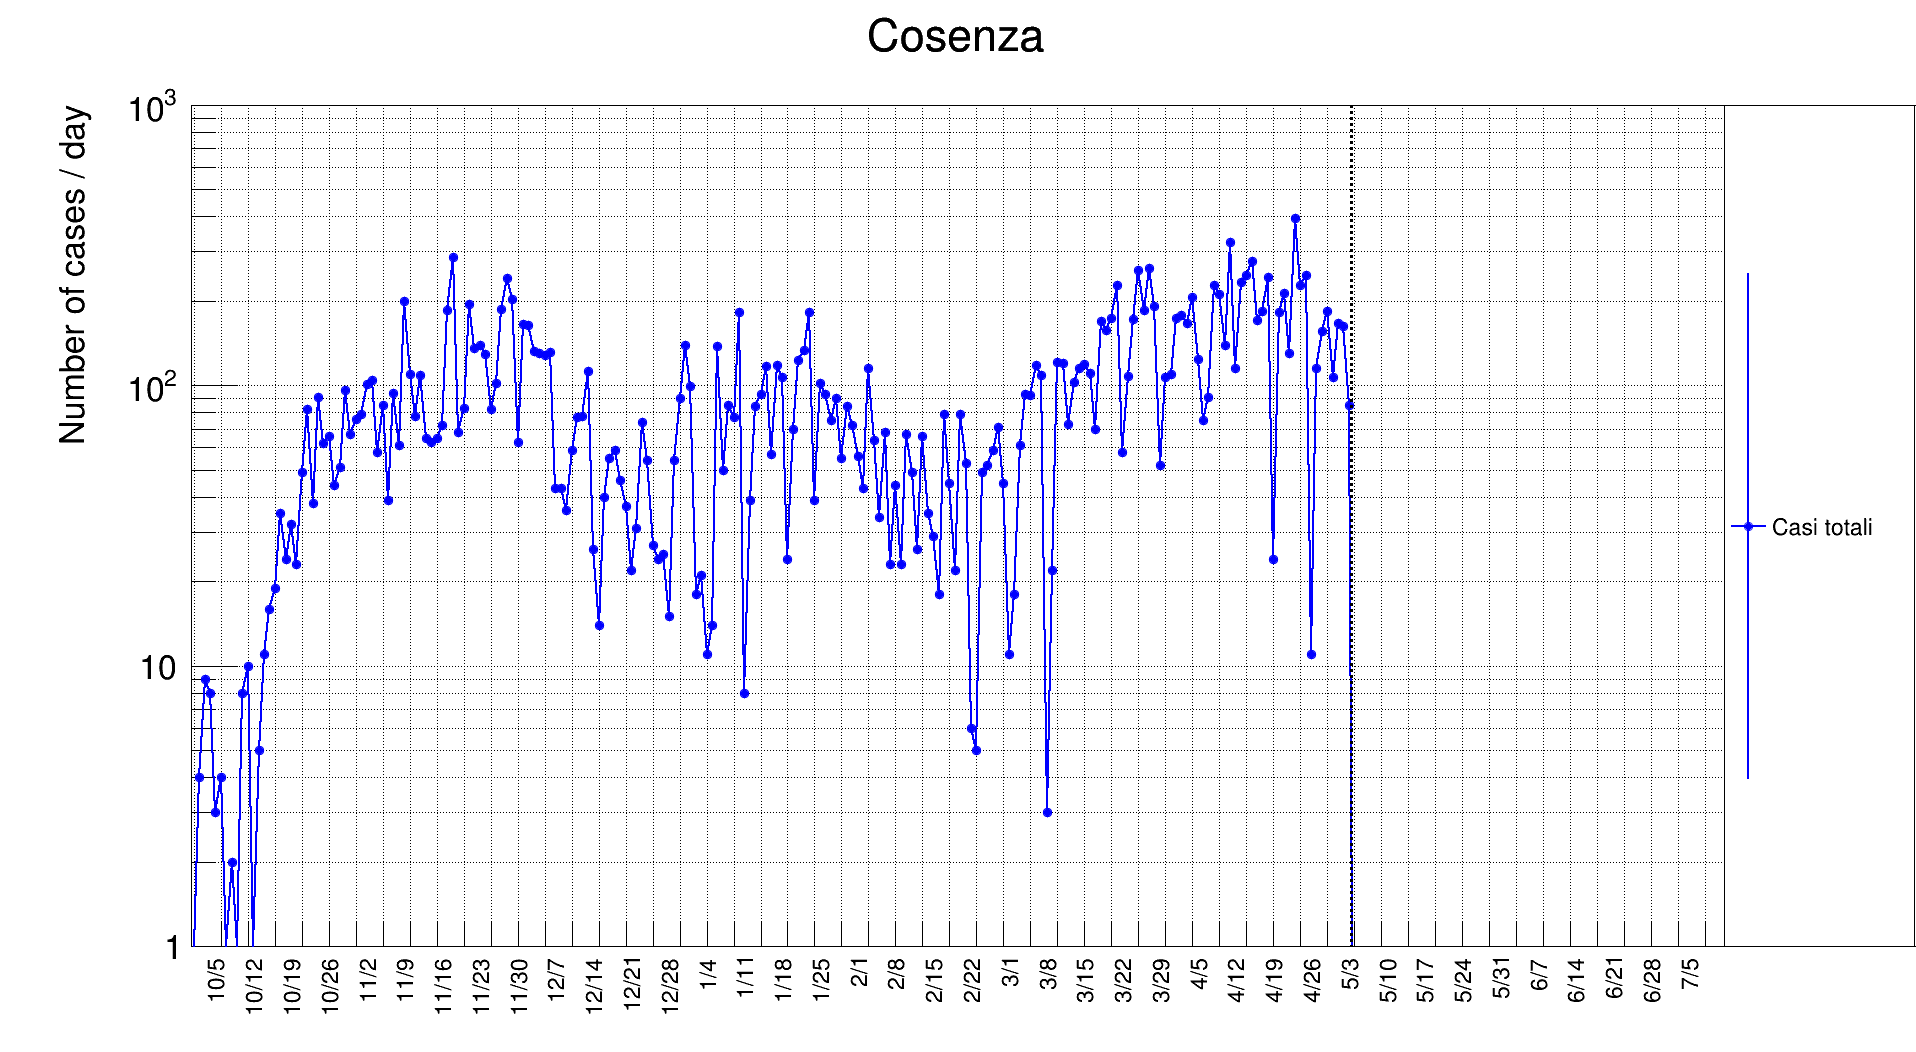 Cosenza
Number of cases / day
10³
10²
10
1
10/5 10/12 10/19 10/26 11/2 11/9 11/16 11/23 11/30 12/7 12/14 12/21 12/28 1/4 1/11 1/18 1/25 2/1 2/8 2/15 2/22 3/1 3/8 3/15 3/22 3/29 4/5 4/12 4/19 4/26 5/3 5/10 5/17 5/24 5/31 6/7 6/14 6/21 6/28 7/5
Casi totali